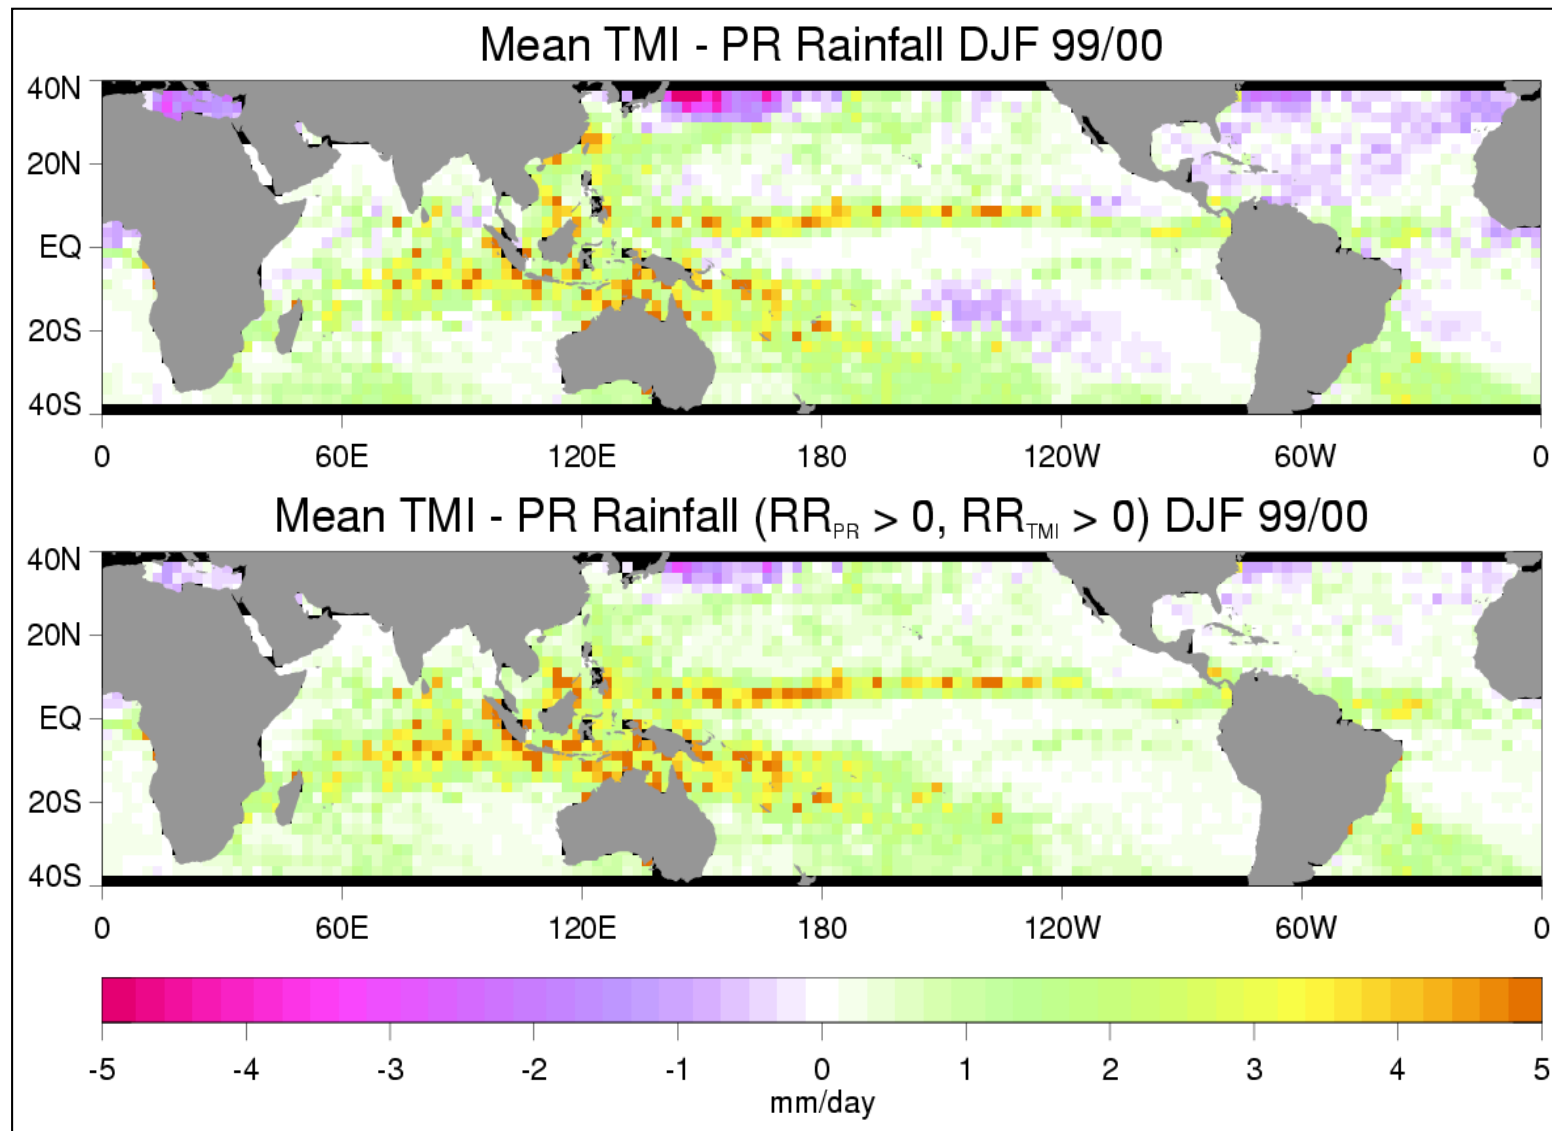 Mean TMI - PR Rainfall DJF 99/00
40N
20N
EQ
20S
40S
0 60E 120E 180 120W 60W 0
Mean TMI - PR Rainfall (RR_PR > 0, RR_TMI > 0) DJF 99/00
40N
20N
EQ
20S
40S
0 60E 120E 180 120W 60W 0
-5 -4 -3 -2 -1 0 1 2 3 4 5
mm/day